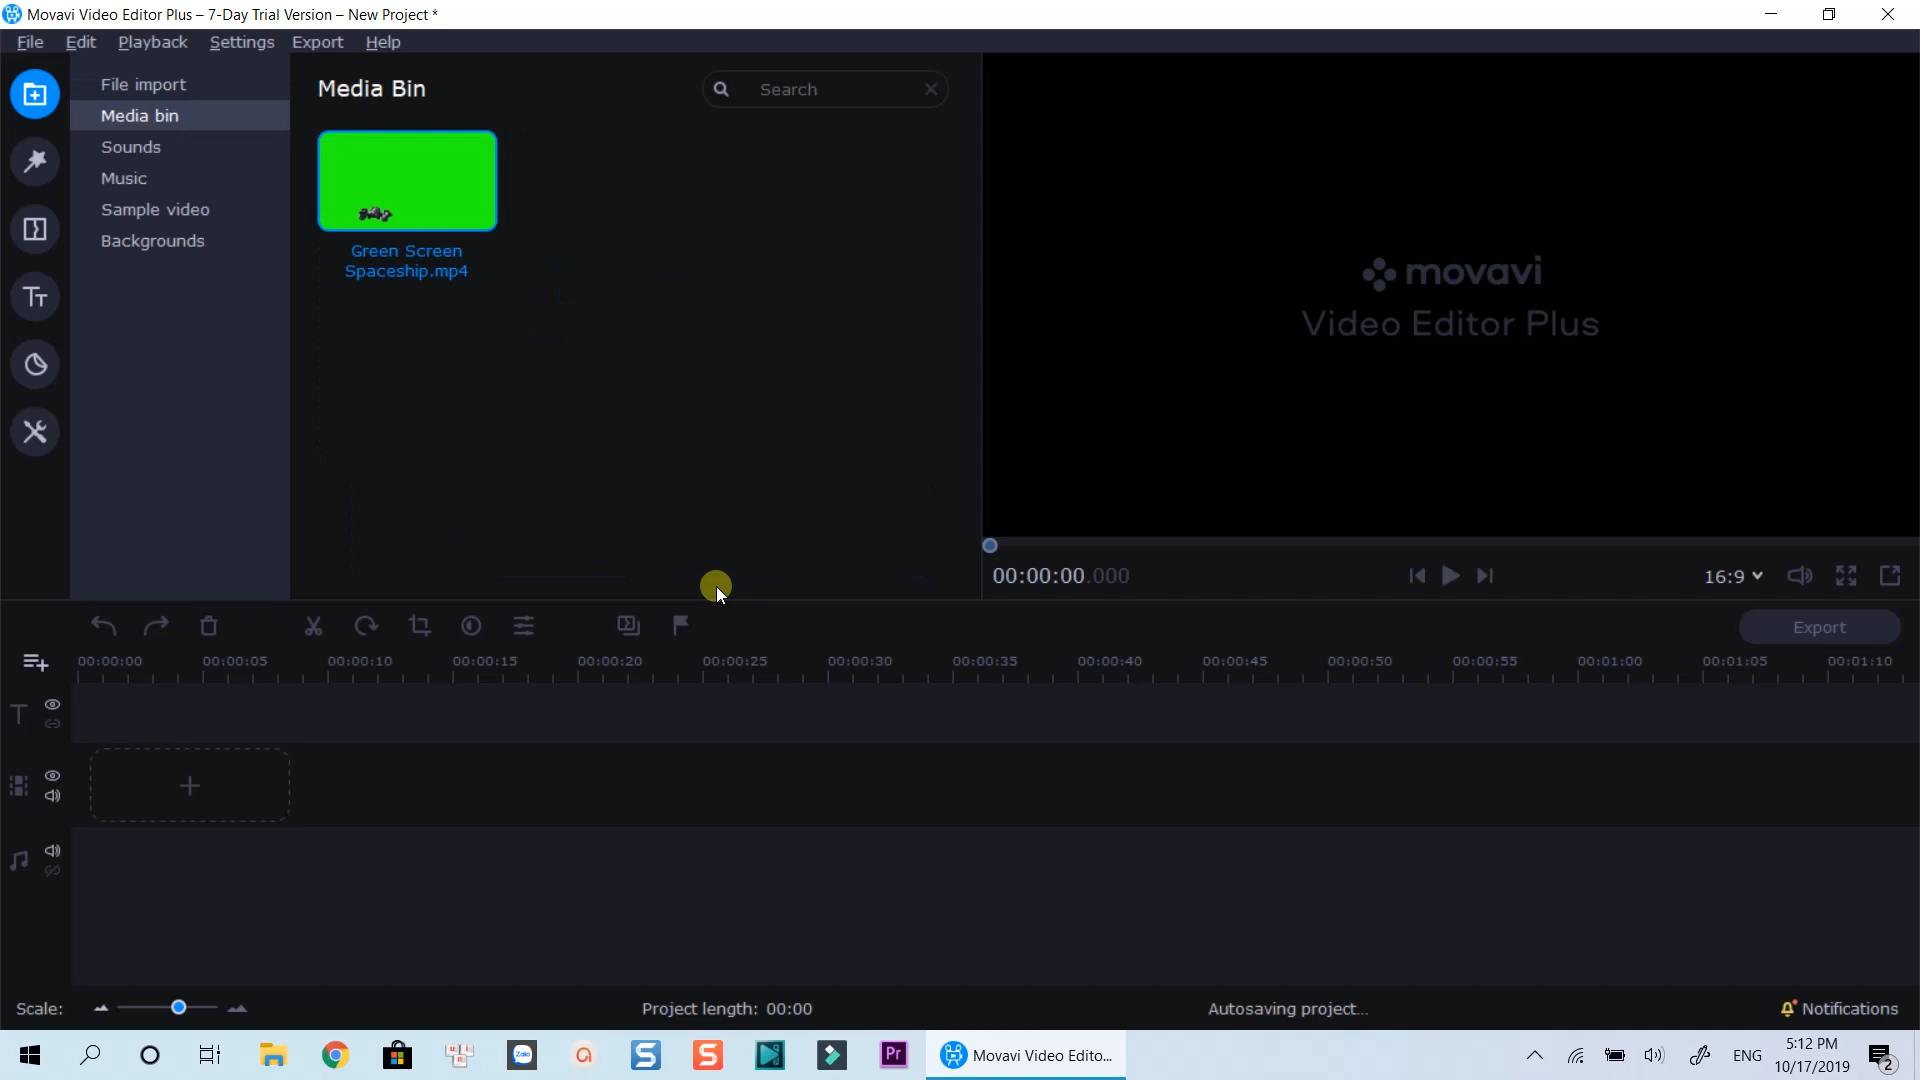 Movavi Video Editor Plus – 7-Day Trial Version – New Project *
File Edit Playback Settings Export Help
File import
Media bin
Sounds
Music
Sample video
Backgrounds
Media Bin
Search
Green Screen
Spaceship.mp4
movavi
Video Editor Plus
00:00:00.000
16:9
Export
00:00:00 00:00:05 00:00:10 00:00:15 00:00:20 00:00:25 00:00:30 00:00:35 00:00:40 00:00:45 00:00:50 00:00:55 00:01:00 00:01:05 00:01:10
Scale:
Project length: 00:00
Autosaving project...
Notifications
Zalo
Pr
Movavi Video Edito...
ENG
5:12 PM
10/17/2019
2